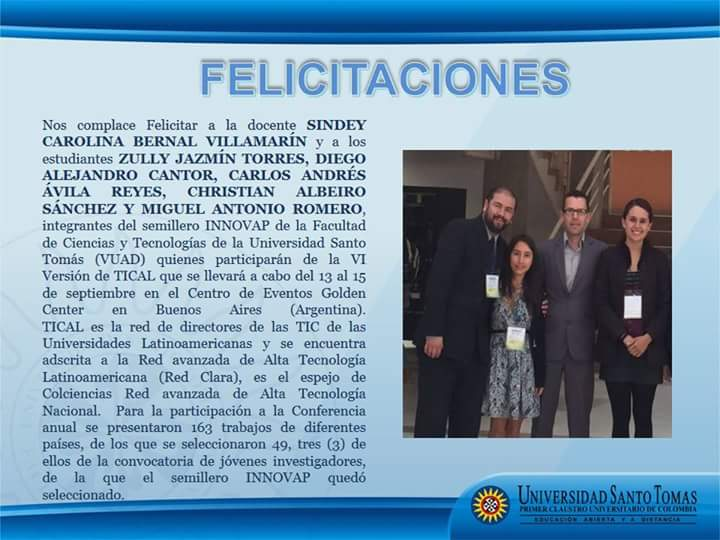 FELICITACIONES
Nos complace Felicitar a la docente SINDEY
CAROLINA BERNAL VILLAMARÍN y a los
estudiantes ZULLY JAZMÍN TORRES, DIEGO
ALEJANDRO CANTOR, CARLOS ANDRÉS
ÁVILA REYES, CHRISTIAN ALBEIRO
SÁNCHEZ Y MIGUEL ANTONIO ROMERO,
integrantes del semillero INNOVAP de la Facultad
de Ciencias y Tecnologías de la Universidad Santo
Tomás (VUAD) quienes participarán de la VI
Versión de TICAL que se llevará a cabo del 13 al 15
de septiembre en el Centro de Eventos Golden
Center en Buenos Aires (Argentina).
TICAL es la red de directores de las TIC de las
Universidades Latinoamericanas y se encuentra
adscrita a la Red avanzada de Alta Tecnología
Latinoamericana (Red Clara), es el espejo de
Colciencias Red avanzada de Alta Tecnología
Nacional. Para la participación a la Conferencia
anual se presentaron 163 trabajos de diferentes
países, de los que se seleccionaron 49, tres (3) de
ellos de la convocatoria de jóvenes investigadores,
de la que el semillero INNOVAP quedó
seleccionado.
UNIVERSIDAD SANTO TOMAS
PRIMER CLAUSTRO UNIVERSITARIO DE COLOMBIA
EDUCACIÓN ABIERTA Y A DISTANCIA